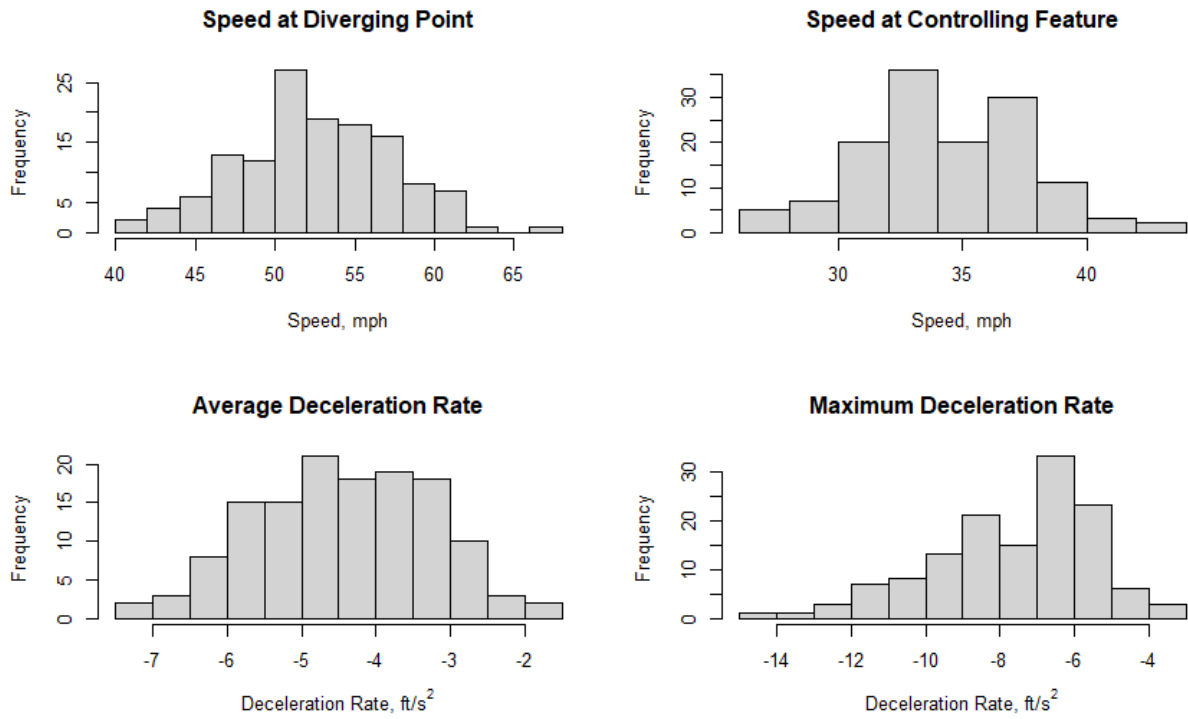 Speed at Diverging Point
Frequency
0 5 15 25
40 45 50 55 60 65
Speed, mph
Speed at Controlling Feature
Frequency
0 10 20 30
30 35 40
Speed, mph
Average Deceleration Rate
Frequency
0 5 10 15 20
-7 -6 -5 -4 -3 -2
Deceleration Rate, ft/s²
Maximum Deceleration Rate
Frequency
0 10 20 30
-14 -12 -10 -8 -6 -4
Deceleration Rate, ft/s²